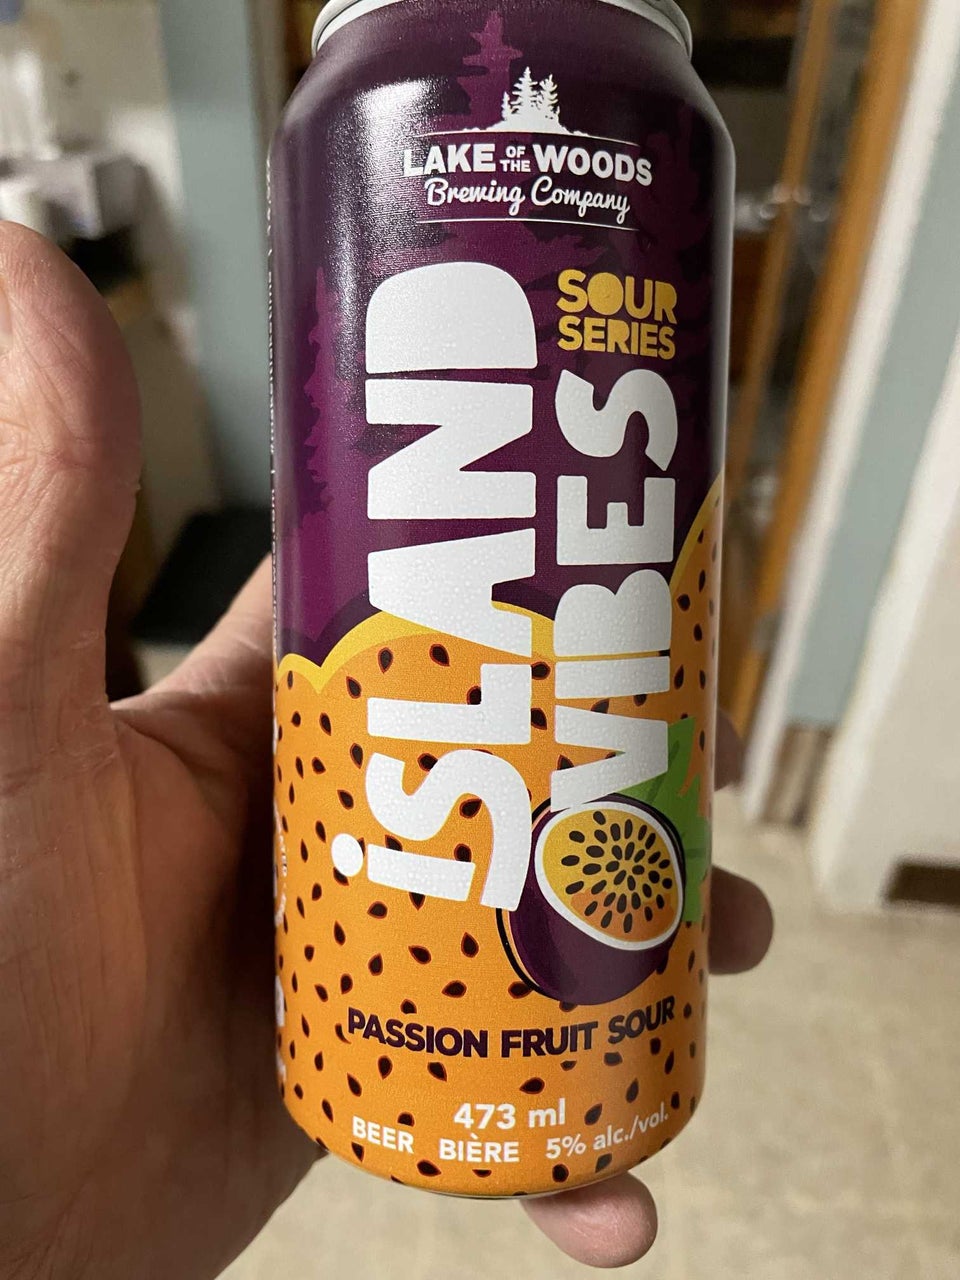 LAKE OF THE WOODS
Brewing Company
SOUR
SERIES
iSLAND
VIBES
PASSION FRUIT SOUR
473 ml
BEER BIÈRE 5% alc./vol.